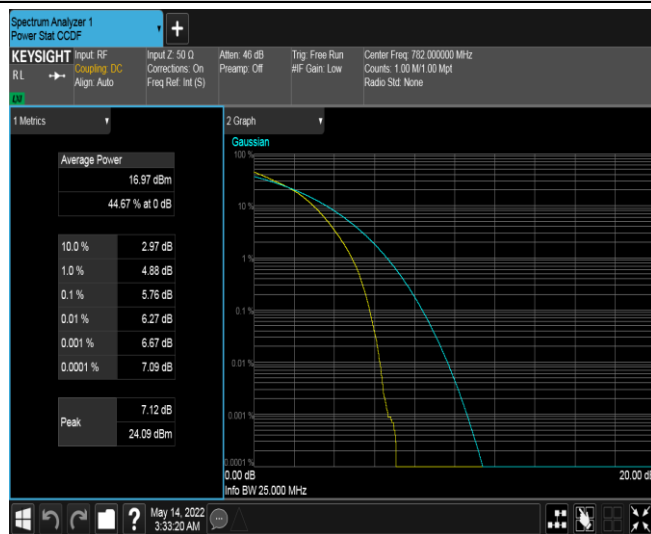 Spectrum Analyzer 1
Power Stat CCDF
KEYSIGHT
RL
LXI
Input: RF
Coupling: DC
Align: Auto
Input Z: 50 Ω
Corrections: On
Freq Ref: Int (S)
Atten: 46 dB
Preamp: Off
Trig: Free Run
#IF Gain: Low
Center Freq: 782.000000 MHz
Counts: 1.00 M/1.00 Mpt
Radio Std: None
1 Metrics
Average Power
16.97 dBm
44.67 % at 0 dB
10.0 % 2.97 dB
1.0 % 4.88 dB
0.1 % 5.76 dB
0.01 % 6.27 dB
0.001 % 6.67 dB
0.0001 % 7.09 dB
Peak
7.12 dB
24.09 dBm
2 Graph
Gaussian
100 %
10 %
1 %
0.1 %
0.01 %
0.001 %
0.0001 %
0.00 dB
20.00 dB
Info BW 25.000 MHz
?
May 14, 2022
3:33:20 AM